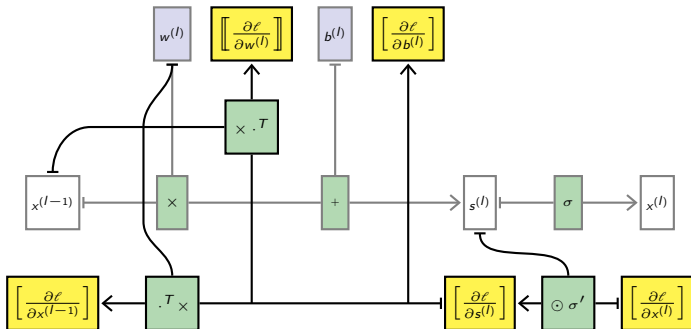 w^{(l)} [[∂ℓ/∂w^{(l)}]] b^{(l)} [∂ℓ/∂b^{(l)}]
× ·^T
x^{(l−1)} × + s^{(l)} σ x^{(l)}
[∂ℓ/∂x^{(l−1)}] ·^T × [∂ℓ/∂s^{(l)}] ⊙ σ′ [∂ℓ/∂x^{(l)}]